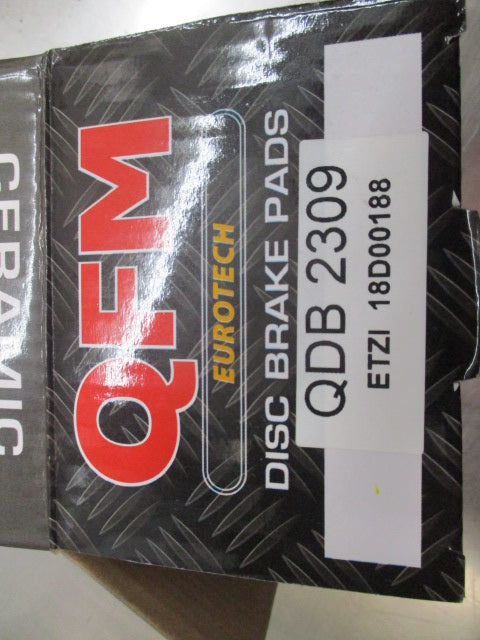 CERAMIC
QFM
EUROTECH
DISC BRAKE PADS
QDB 2309
ETZI 18D00188